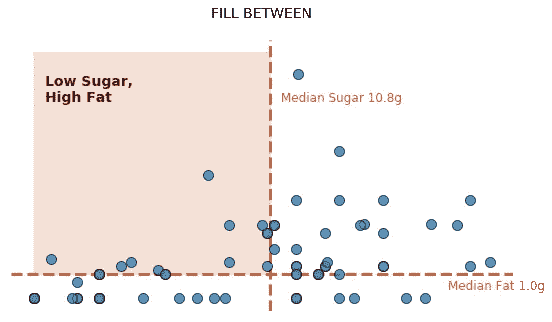 FILL BETWEEN
Low Sugar,
High Fat
Median Sugar 10.8g
Median Fat 1.0g